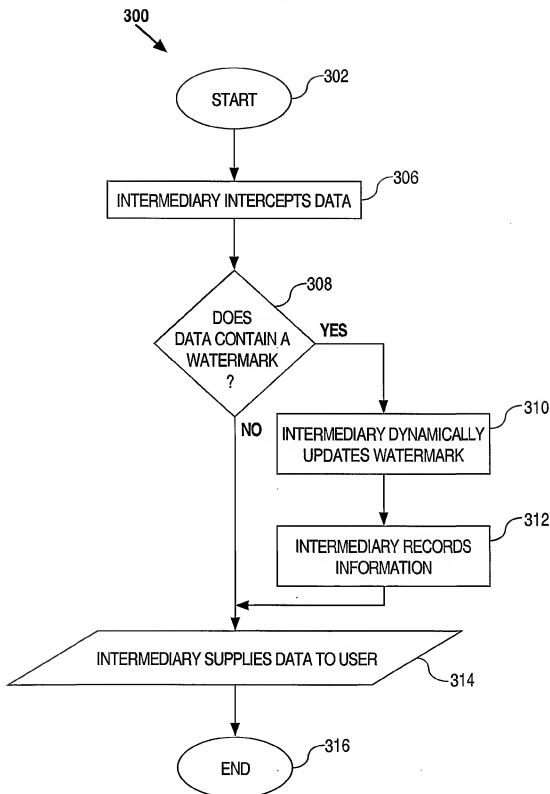 300
302
START
306
INTERMEDIARY INTERCEPTS DATA
308
DOES
DATA CONTAIN A
WATERMARK
?
YES
NO
310
INTERMEDIARY DYNAMICALLY
UPDATES WATERMARK
312
INTERMEDIARY RECORDS
INFORMATION
INTERMEDIARY SUPPLIES DATA TO USER
314
316
END